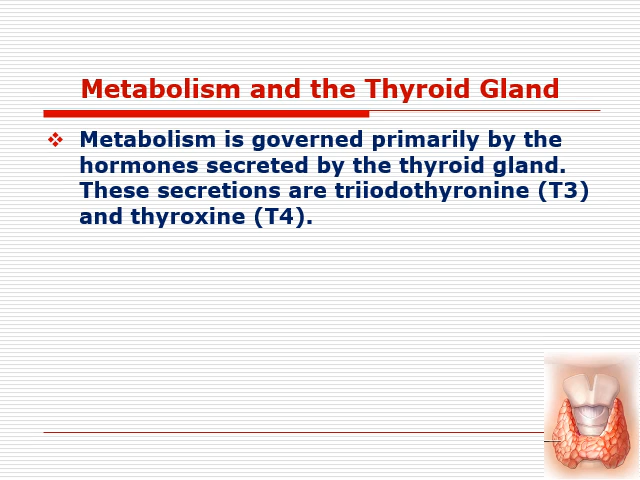 Metabolism and the Thyroid Gland
❖ Metabolism is governed primarily by the
hormones secreted by the thyroid gland.
These secretions are triiodothyronine (T3)
and thyroxine (T4).